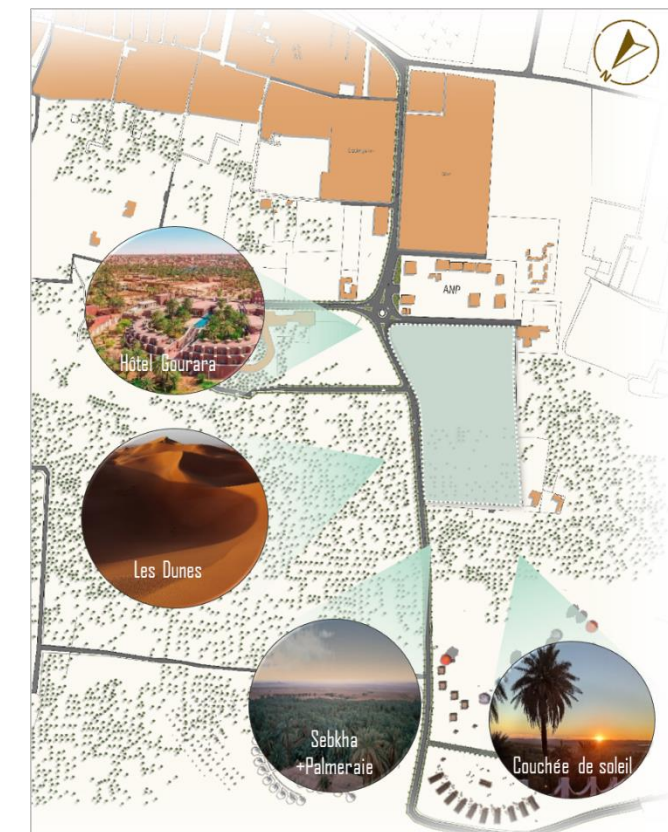 N
ANP
Hôtel Gourara
Les Dunes
Sebkha
+Palmeraie
Couchée de soleil